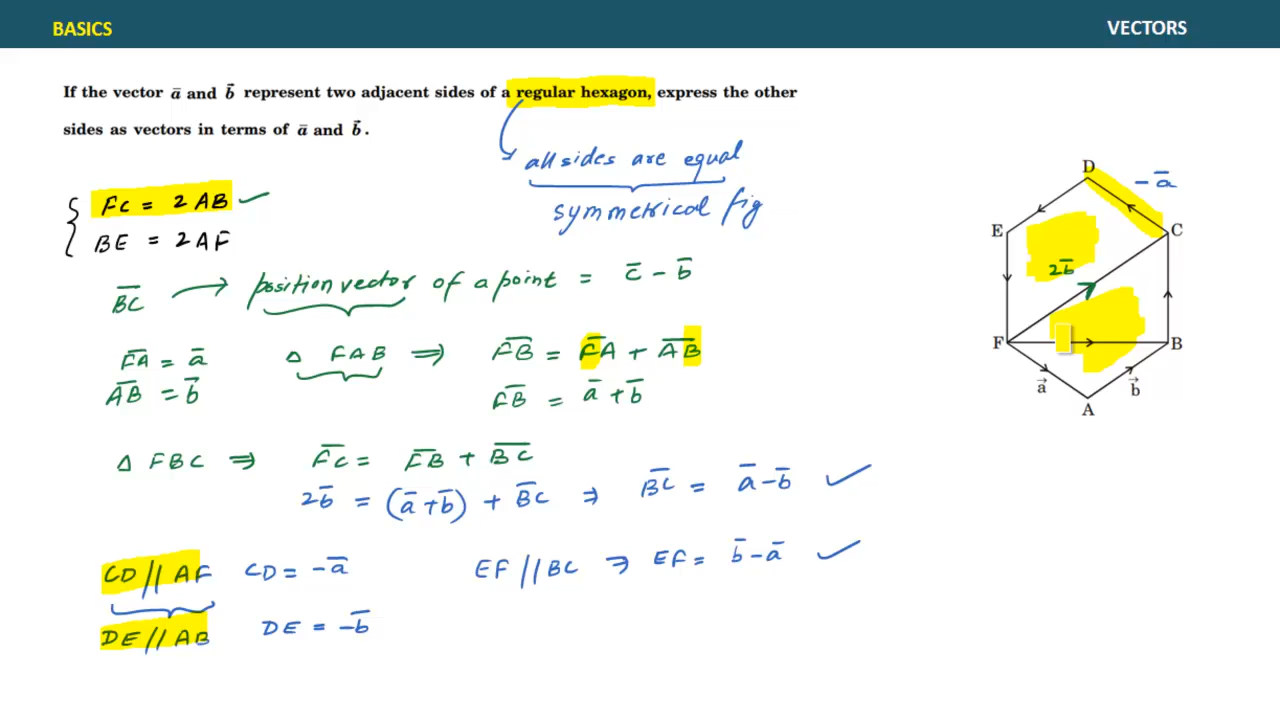 BASICS
VECTORS
If the vector a̅ and b⃗ represent two adjacent sides of a regular hexagon, express the other
sides as vectors in terms of a̅ and b⃗.
all sides are equal
symmetrical fig
FC = 2AB
BE = 2AF
B̅C̅ → position vector of a point = c̅ - b̅
F̅A̅ = a̅ Δ FAB ⇒ F̅B̅ = F̅A̅ + A̅B̅
A̅B̅ = b̅ F̅B̅ = a̅ + b̅
Δ FBC ⇒ F̅C̅ = F̅B̅ + B̅C̅
2b̅ = (a̅+b̅) + B̅C̅ ⇒ B̅C̅ = a̅-b̅ ✓
CD // AF CD = -a̅ EF // BC ⇒ EF = b̅-a̅ ✓
DE // AB DE = -b̅
D
-a̅
E
C
2b̅
F
B
a⃗
b⃗
A